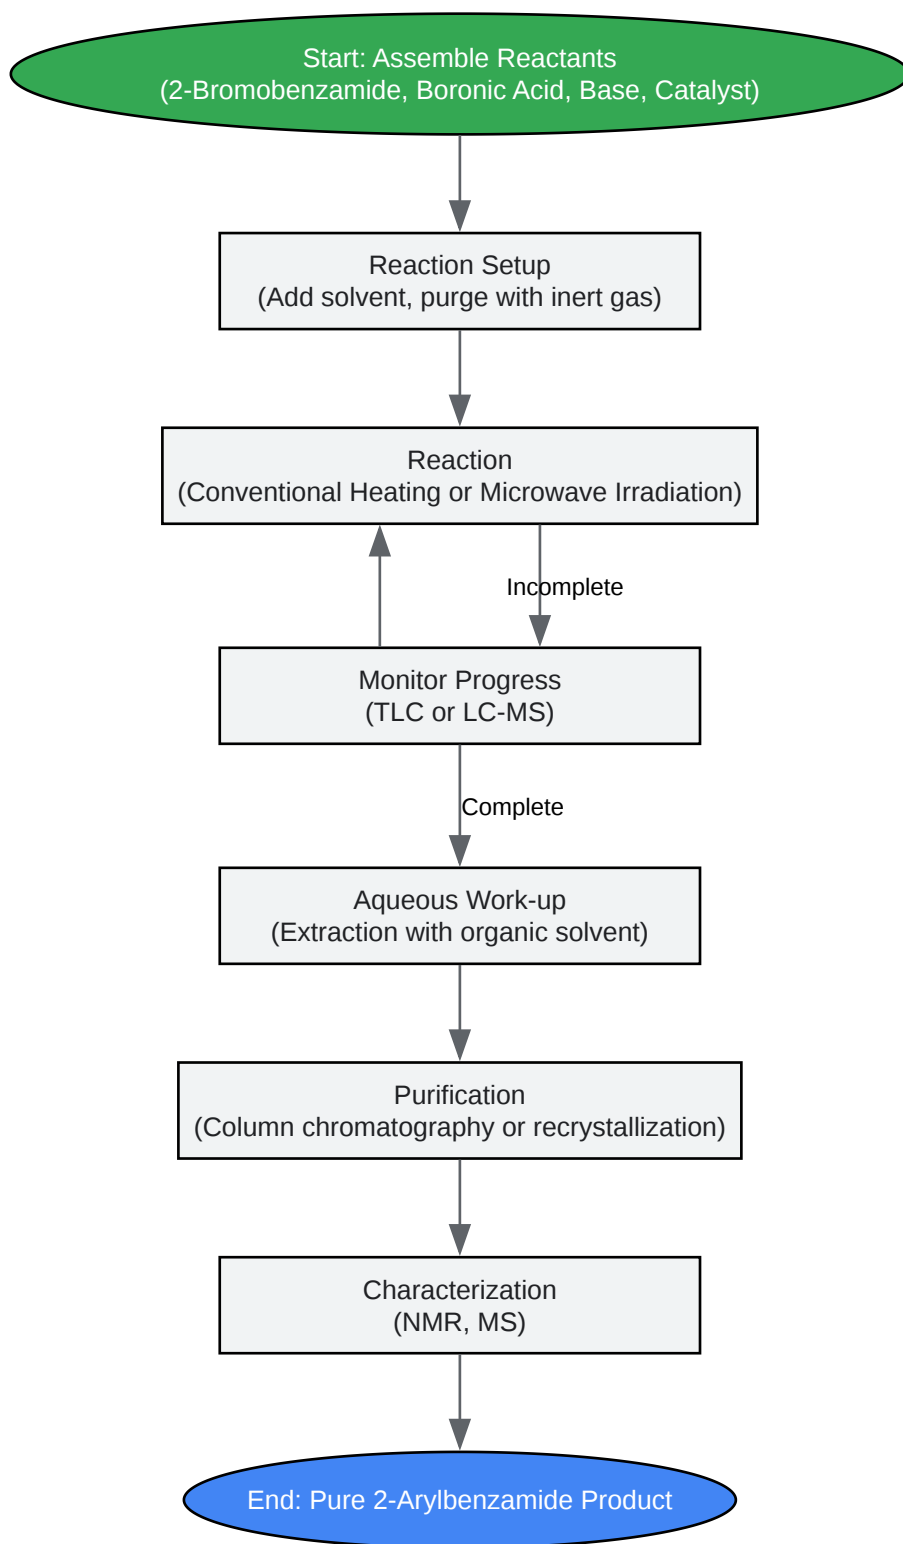 Start: Assemble Reactants
(2-Bromobenzamide, Boronic Acid, Base, Catalyst)
Reaction Setup
(Add solvent, purge with inert gas)
Reaction
(Conventional Heating or Microwave Irradiation)
Incomplete
Monitor Progress
(TLC or LC-MS)
Complete
Aqueous Work-up
(Extraction with organic solvent)
Purification
(Column chromatography or recrystallization)
Characterization
(NMR, MS)
End: Pure 2-Arylbenzamide Product